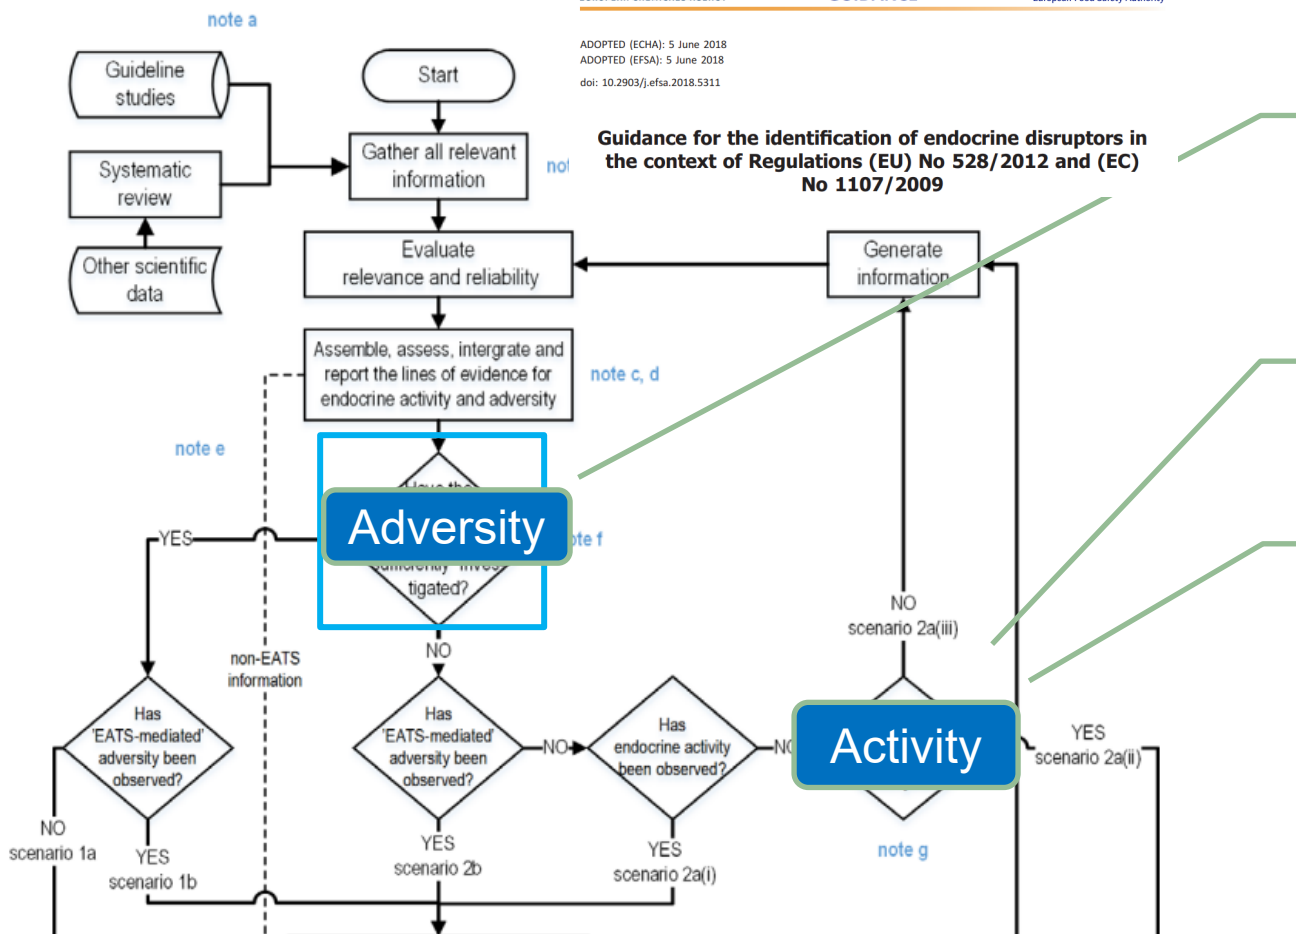 note a
ADOPTED (ECHA): 5 June 2018
ADOPTED (EFSA): 5 June 2018
doi: 10.2903/j.efsa.2018.5311
Guidance for the identification of endocrine disruptors in
the context of Regulations (EU) No 528/2012 and (EC)
No 1107/2009
Guideline
studies
Start
Systematic
review
Gather all relevant
information
Other scientific
data
Evaluate
relevance and reliability
Generate
information
Assemble, assess, intergrate and
report the lines of evidence for
endocrine activity and adversity
note c, d
note e
Have the
Adversity
tigated?
YES
NO
non-EATS
information
NO
scenario 2a(iii)
Has
'EATS-mediated'
adversity been
observed?
Has
'EATS-mediated'
adversity been
observed?
NO
Has
endocrine activity
been observed?
NO
Activity
YES
scenario 2a(ii)
NO
scenario 1a
YES
scenario 1b
YES
scenario 2b
YES
scenario 2a(i)
note g